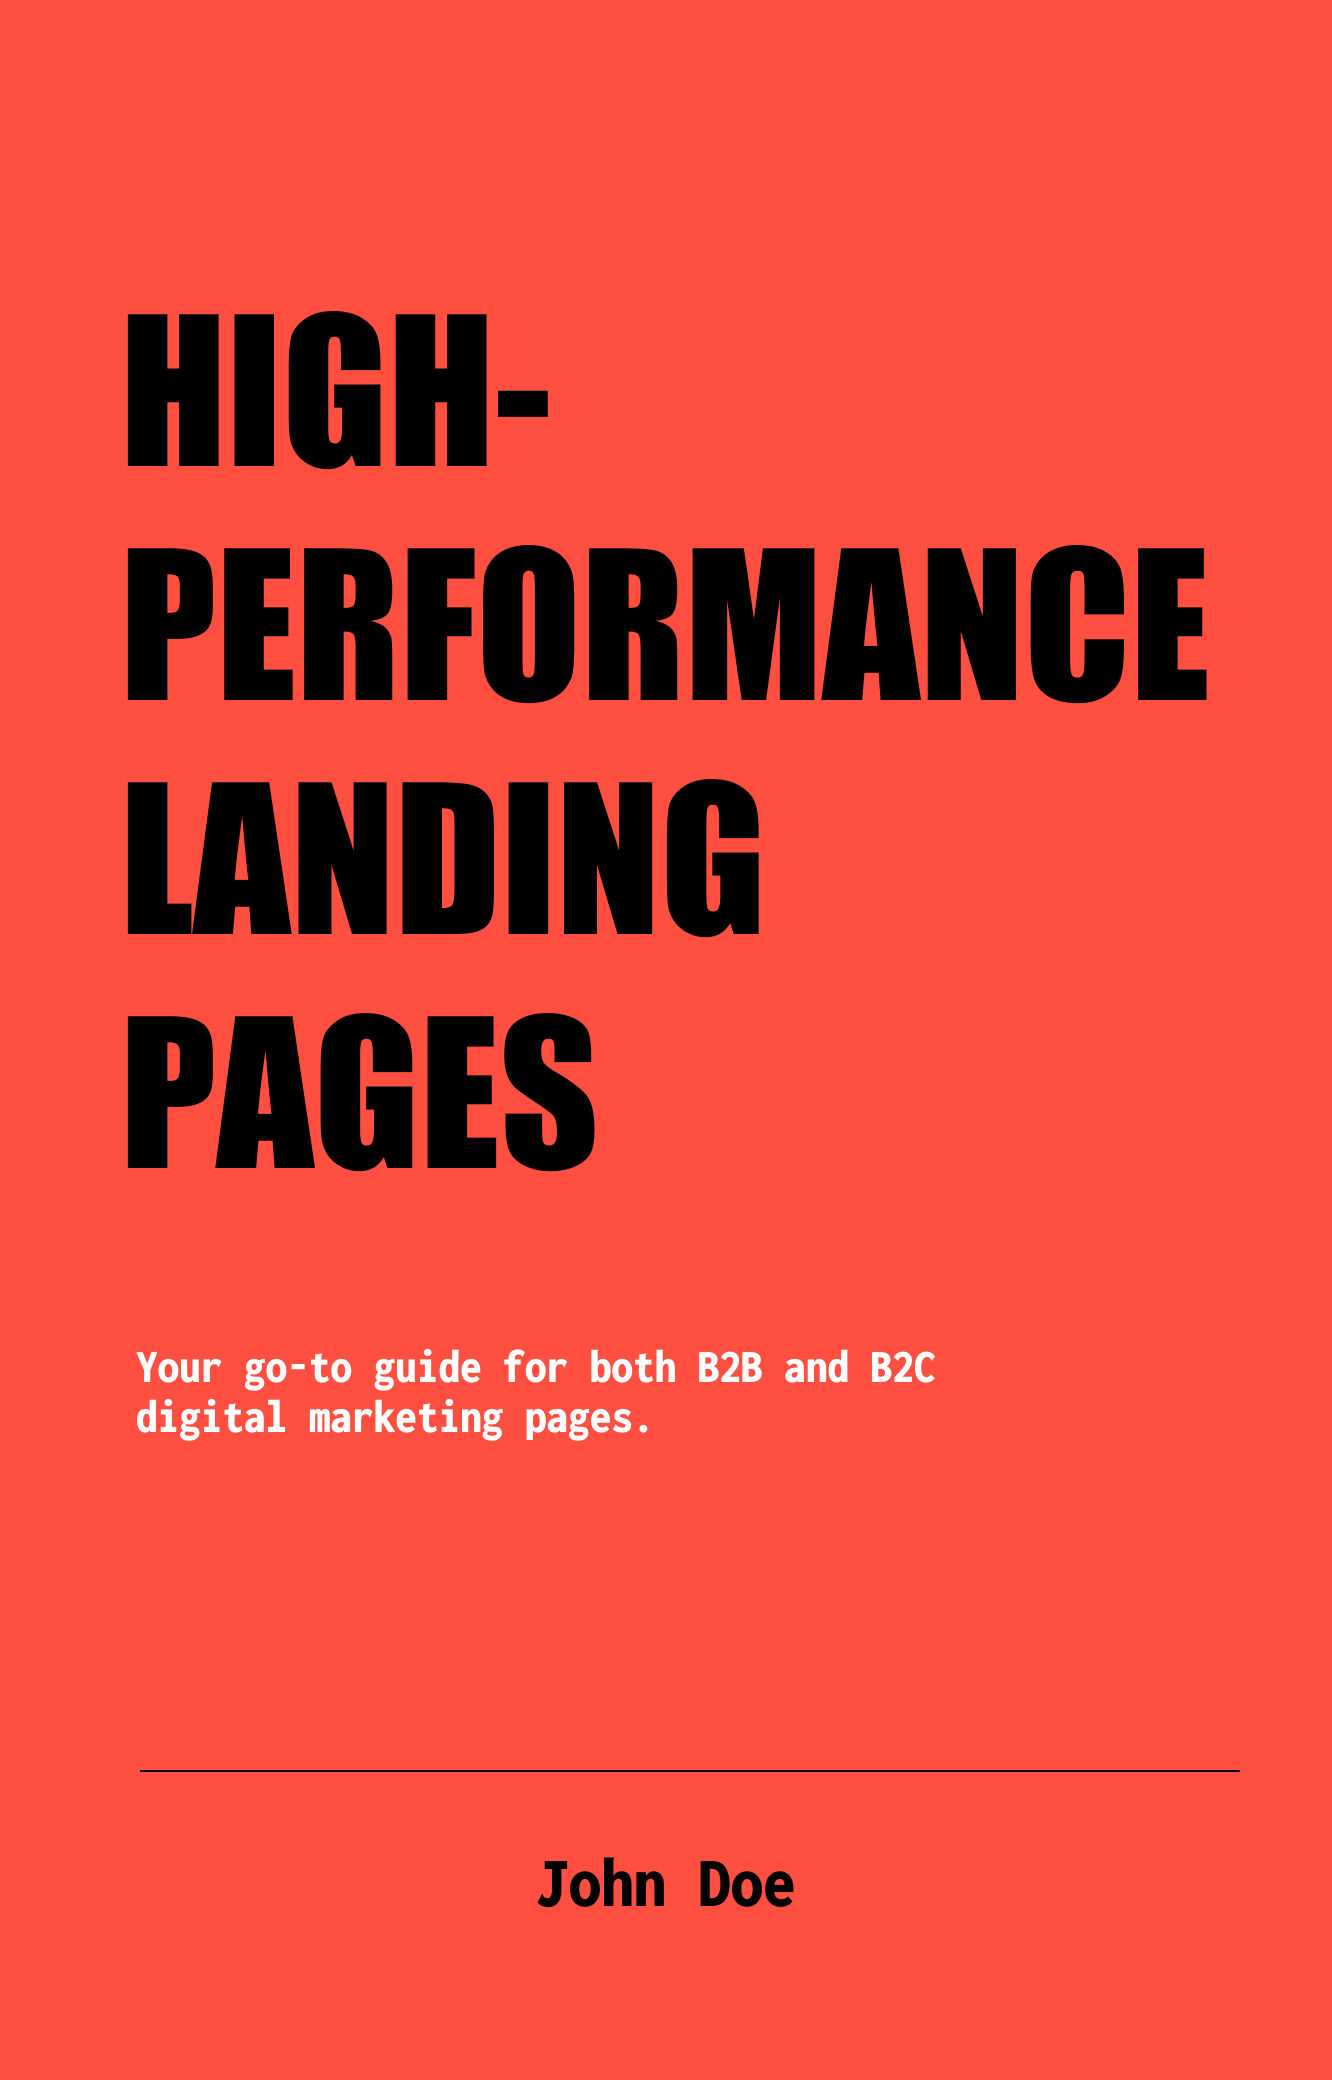 HIGH-
PERFORMANCE
LANDING
PAGES
Your go-to guide for both B2B and B2C
digital marketing pages.
John Doe